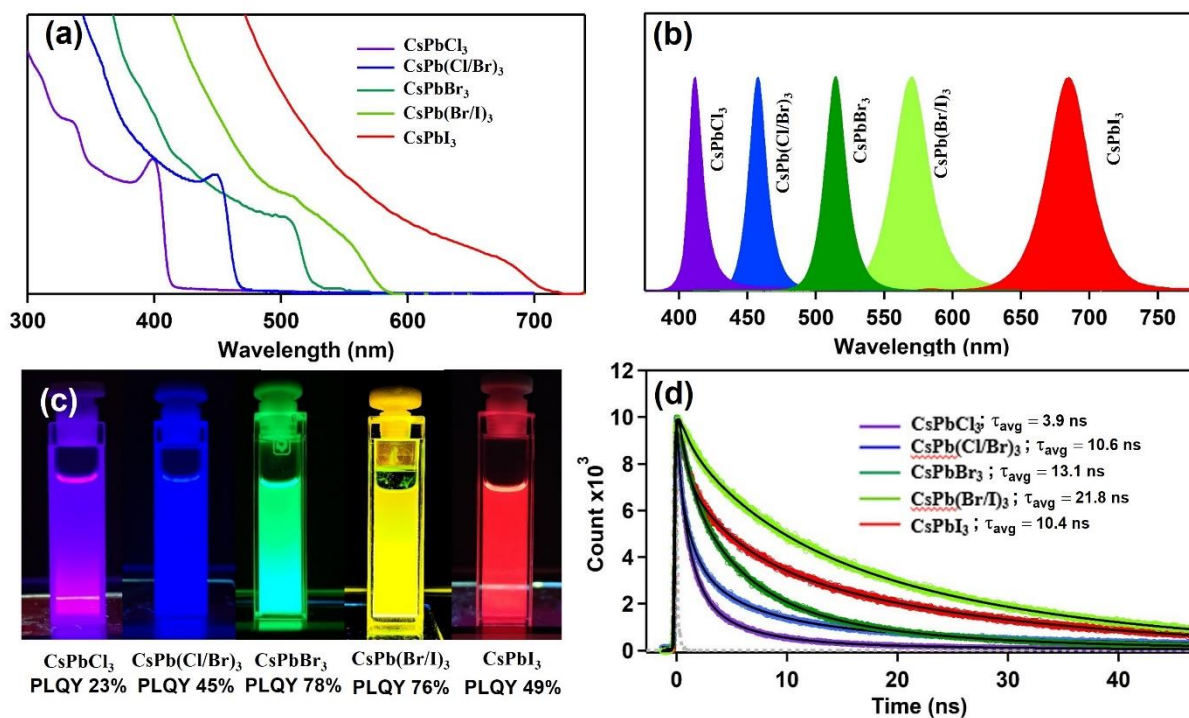 (a)
CsPbCl₃
CsPb(Cl/Br)₃
CsPbBr₃
CsPb(Br/I)₃
CsPbI₃
300 400 500 600 700
Wavelength (nm)
(b)
CsPbCl₃
CsPb(Cl/Br)₃
CsPbBr₃
CsPb(Br/I)₃
CsPbI₃
400 450 500 550 600 650 700 750
Wavelength (nm)
(c)
CsPbCl₃ CsPb(Cl/Br)₃ CsPbBr₃ CsPb(Br/I)₃ CsPbI₃
PLQY 23% PLQY 45% PLQY 78% PLQY 76% PLQY 49%
(d)
CsPbCl₃; τavg = 3.9 ns
CsPb(Cl/Br)₃ ; τavg = 10.6 ns
CsPbBr₃ ; τavg = 13.1 ns
CsPb(Br/I)₃ ; τavg = 21.8 ns
CsPbI₃ ; τavg = 10.4 ns
Count x10³
12
10
8
6
4
2
0
0 10 20 30 40
Time (ns)